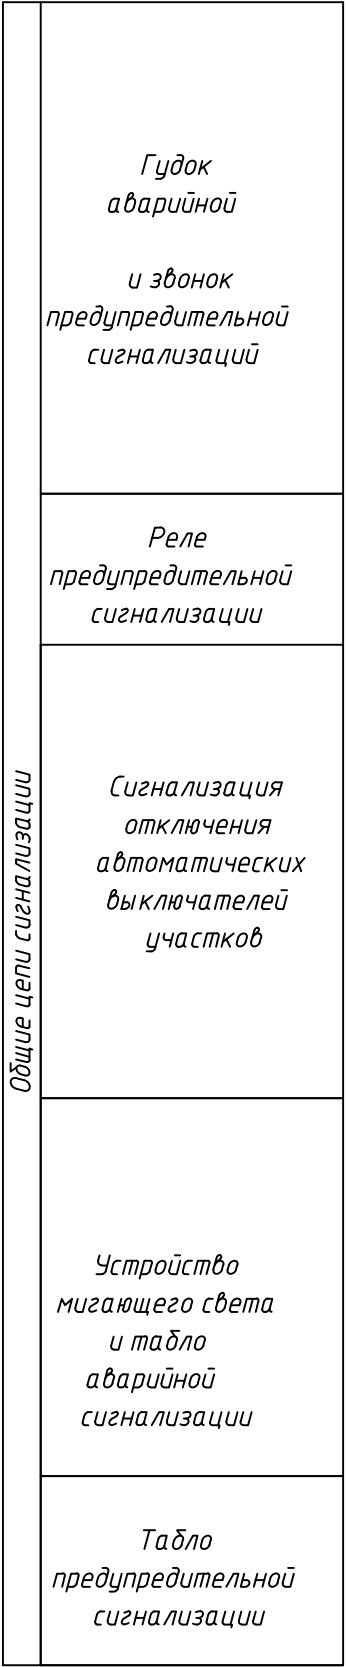 Общие цепи сигнализации
Гудок
аварийной
и звонок
предупредительной
сигнализаций
Реле
предупредительной
сигнализации
Сигнализация
отключения
автоматических
выключателей
участков
Устройство
мигающего света
и табло
аварийной
сигнализации
Табло
предупредительной
сигнализации